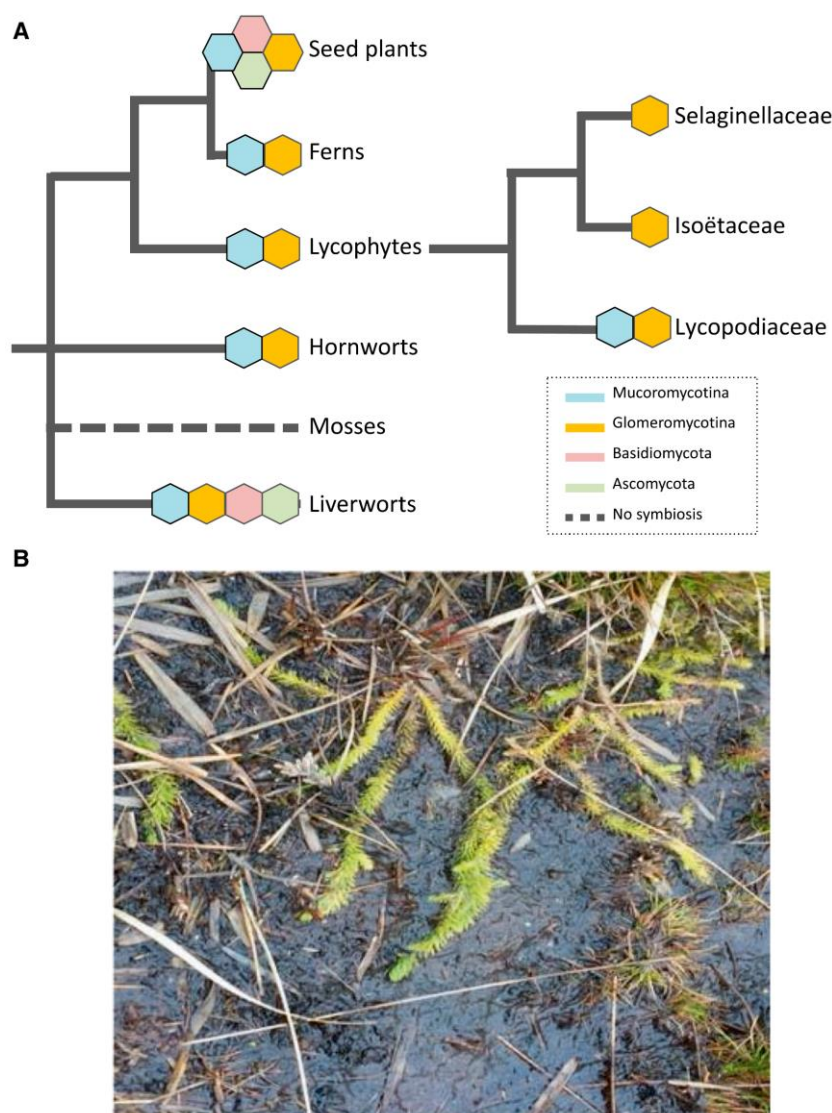 A
Seed plants
Ferns
Lycophytes
Hornworts
Mosses
Liverworts
Selaginellaceae
Isoëtaceae
Lycopodiaceae
Mucoromycotina
Glomeromycotina
Basidiomycota
Ascomycota
No symbiosis
B